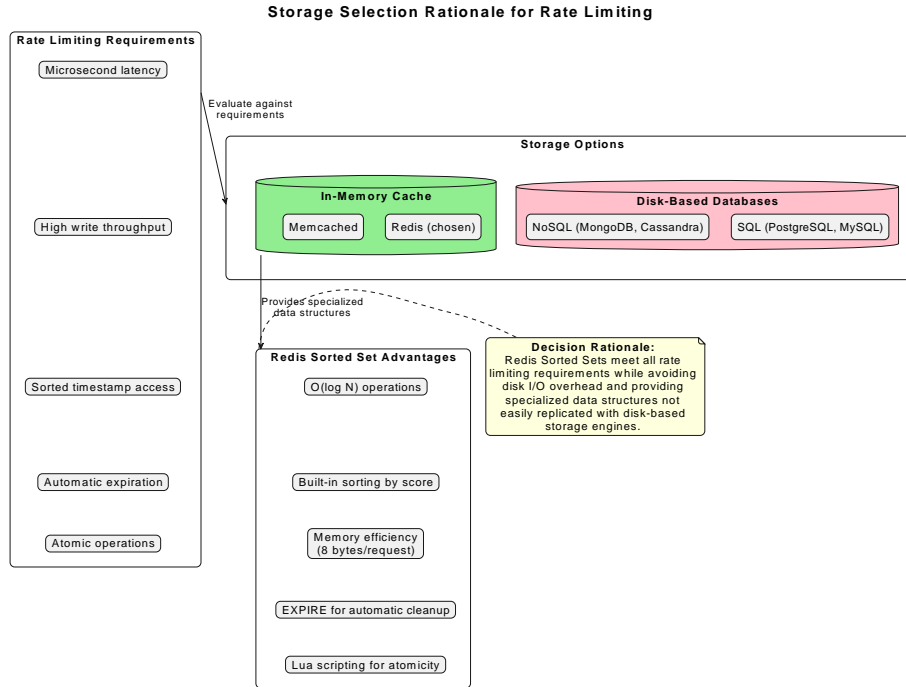 Storage Selection Rationale for Rate Limiting
Rate Limiting Requirements
Microsecond latency
High write throughput
Sorted timestamp access
Automatic expiration
Atomic operations
Evaluate against
requirements
Storage Options
In-Memory Cache
Memcached
Redis (chosen)
Disk-Based Databases
NoSQL (MongoDB, Cassandra)
SQL (PostgreSQL, MySQL)
Provides specialized
data structures
Redis Sorted Set Advantages
O(log N) operations
Built-in sorting by score
Memory efficiency
(8 bytes/request)
EXPIRE for automatic cleanup
Lua scripting for atomicity
Decision Rationale:
Redis Sorted Sets meet all rate
limiting requirements while avoiding
disk I/O overhead and providing
specialized data structures not
easily replicated with disk-based
storage engines.